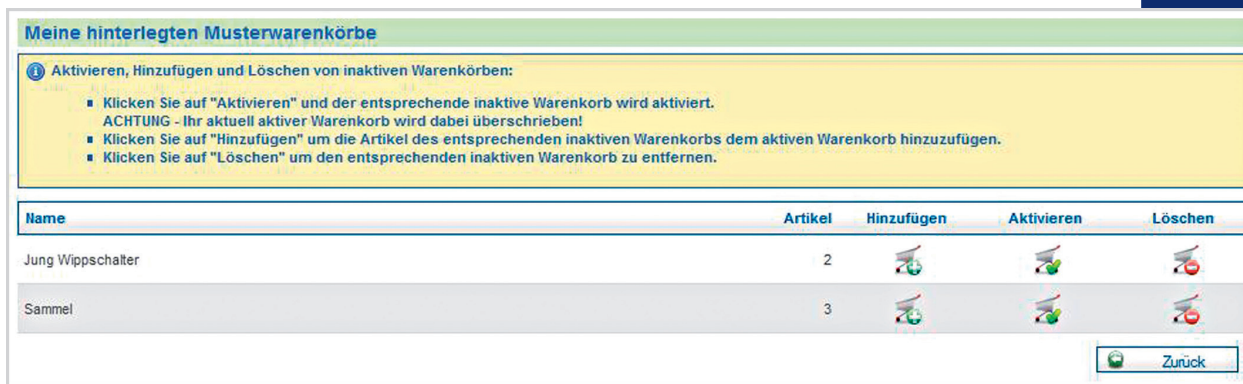 Meine hinterlegten Musterwarenkörbe
Aktivieren, Hinzufügen und Löschen von inaktiven Warenkörben:
Klicken Sie auf "Aktivieren" und der entsprechende inaktive Warenkorb wird aktiviert.
ACHTUNG - Ihr aktuell aktiver Warenkorb wird dabei überschrieben!
Klicken Sie auf "Hinzufügen" um die Artikel des entsprechenden inaktiven Warenkorbs dem aktiven Warenkorb hinzuzufügen.
Klicken Sie auf "Löschen" um den entsprechenden inaktiven Warenkorb zu entfernen.
Name Artikel Hinzufügen Aktivieren Löschen
Jung Wippschalter 2
Sammel 3
Zurück